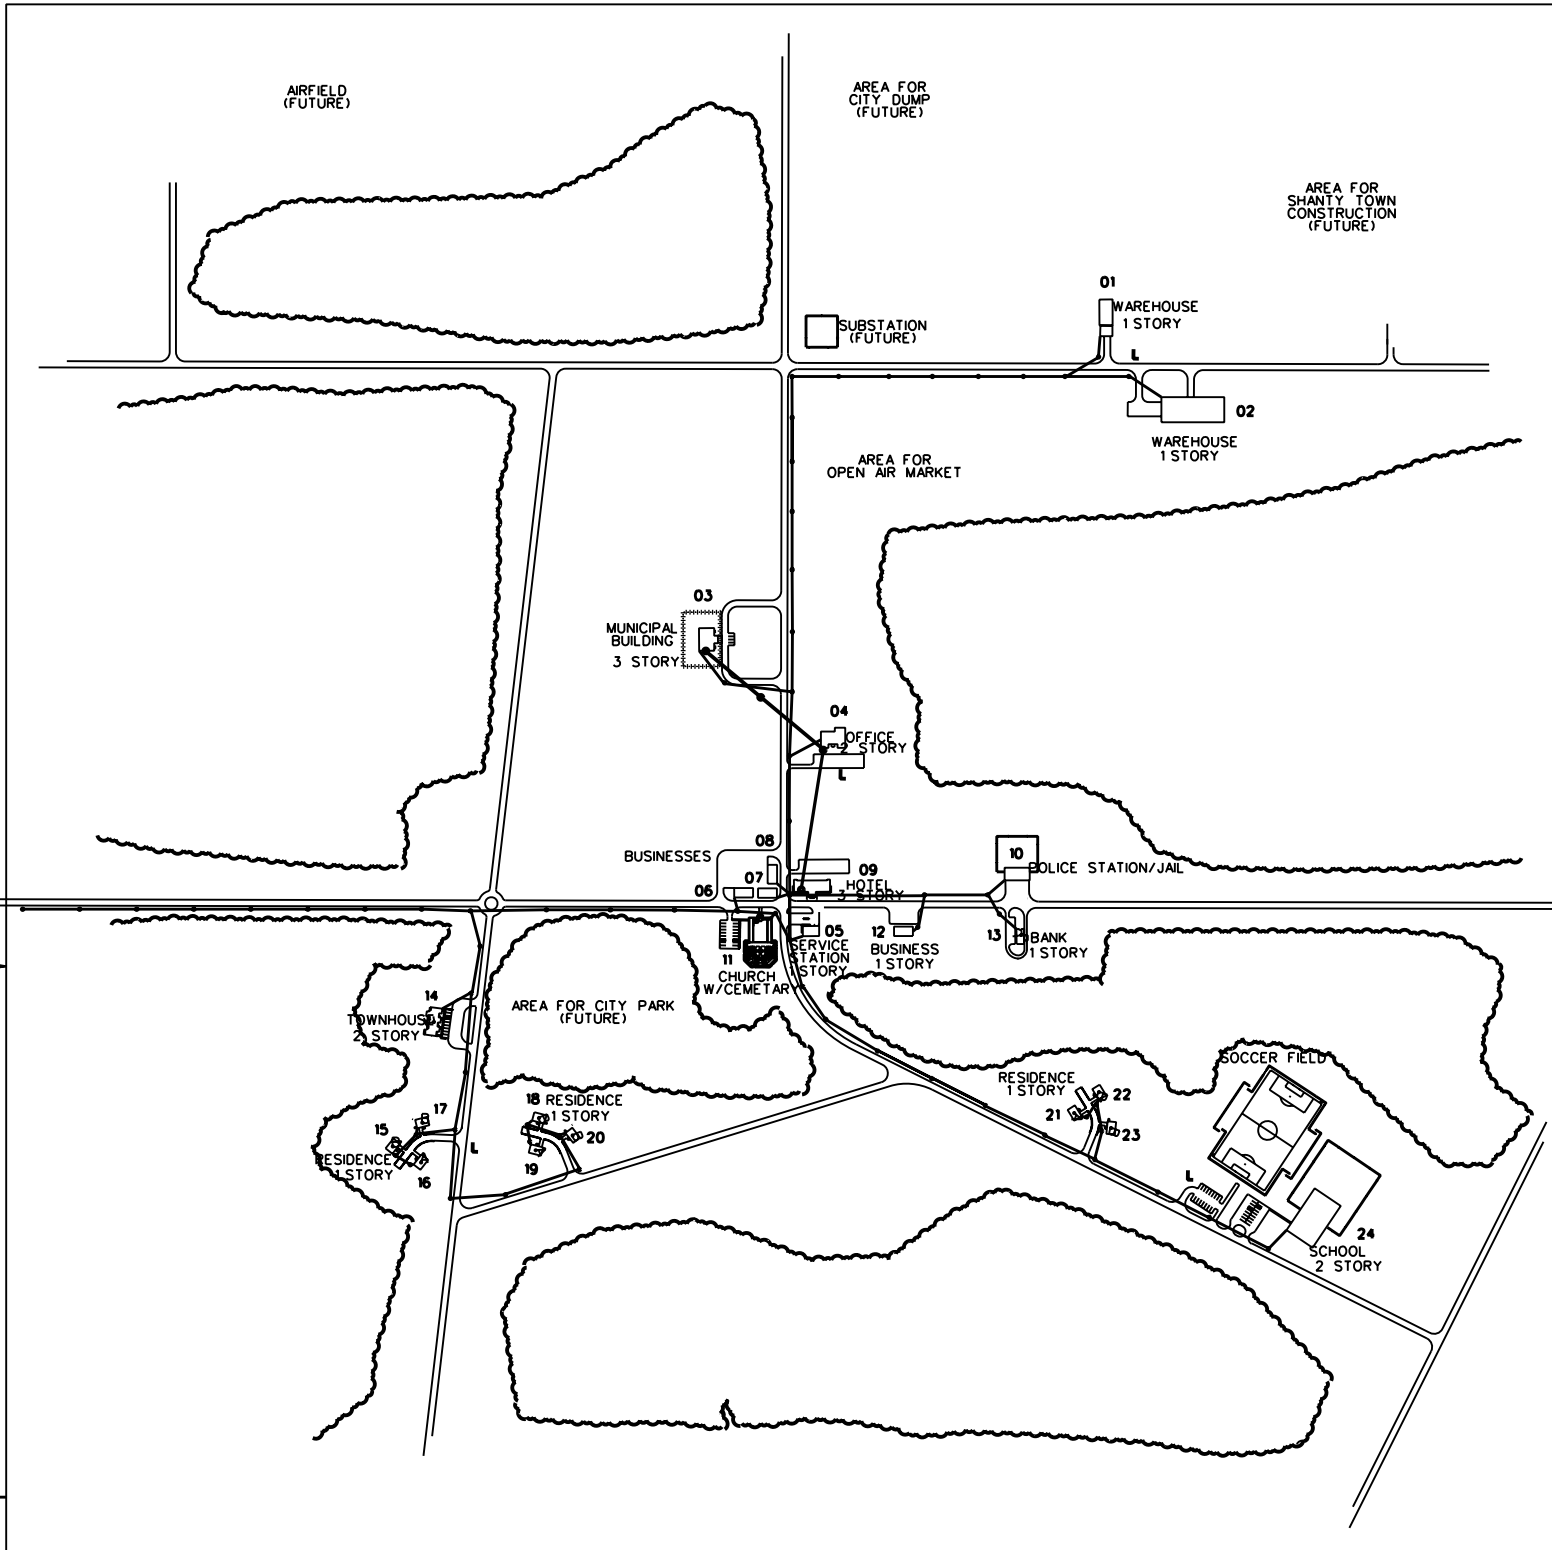 AIRFIELD
(FUTURE)
AREA FOR
CITY DUMP
(FUTURE)
AREA FOR
SHANTY TOWN
CONSTRUCTION
(FUTURE)
01
WAREHOUSE
1 STORY
SUBSTATION
(FUTURE)
L
02
WAREHOUSE
1 STORY
AREA FOR
OPEN AIR MARKET
03
MUNICIPAL
BUILDING
3 STORY
04
OFFICE
2 STORY
L
08
BUSINESSES
07
06
09
HOTEL
3 STORY
10
POLICE STATION/JAIL
05
SERVICE
STATION
1 STORY
11
CHURCH
W/CEMETARY
12
BUSINESS
1 STORY
13
BANK
1 STORY
14
TOWNHOUSE
2 STORY
AREA FOR CITY PARK
(FUTURE)
SOCCER FIELD
RESIDENCE
1 STORY
22
21
23
18
RESIDENCE
1 STORY
20
19
17
15
RESIDENCE
1 STORY
16
L
L
24
SCHOOL
2 STORY